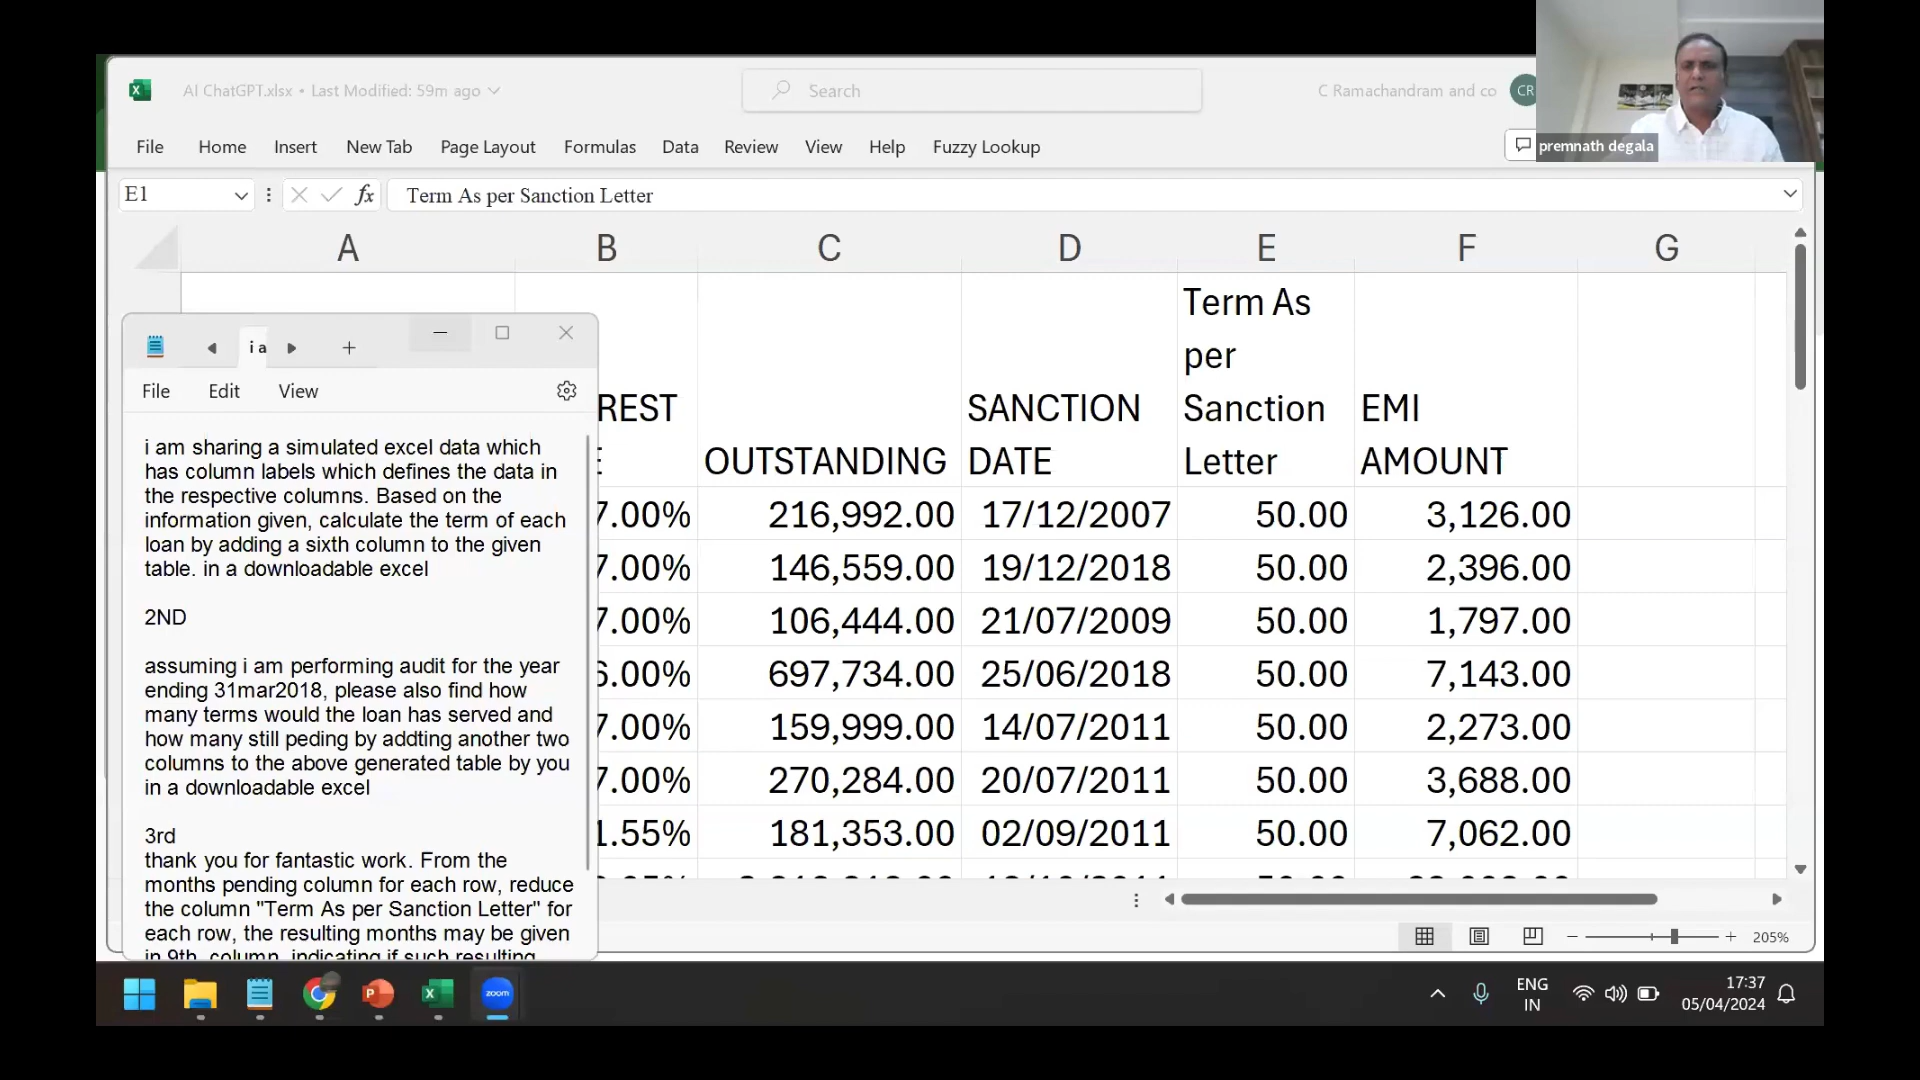 AI ChatGPT.xlsx • Last Modified: 59m ago
Search
C Ramachandram and co
CR
premnath degala
File Home Insert New Tab Page Layout Formulas Data Review View Help Fuzzy Lookup
E1
fx
Term As per Sanction Letter
A B C D E F G
REST
OUTSTANDING
SANCTION
DATE
Term As
per
Sanction
Letter
EMI
AMOUNT
7.00% 216,992.00 17/12/2007 50.00 3,126.00
7.00% 146,559.00 19/12/2018 50.00 2,396.00
7.00% 106,444.00 21/07/2009 50.00 1,797.00
6.00% 697,734.00 25/06/2018 50.00 7,143.00
7.00% 159,999.00 14/07/2011 50.00 2,273.00
7.00% 270,284.00 20/07/2011 50.00 3,688.00
1.55% 181,353.00 02/09/2011 50.00 7,062.00
i a
File Edit View
i am sharing a simulated excel data which
has column labels which defines the data in
the respective columns. Based on the
information given, calculate the term of each
loan by adding a sixth column to the given
table. in a downloadable excel
2ND
assuming i am performing audit for the year
ending 31mar2018, please also find how
many terms would the loan has served and
how many still peding by addting another two
columns to the above generated table by you
in a downloadable excel
3rd
thank you for fantastic work. From the
months pending column for each row, reduce
the column "Term As per Sanction Letter" for
each row, the resulting months may be given
in 9th column, indicating if such resulting
205%
zoom
ENG
IN
17:37
05/04/2024